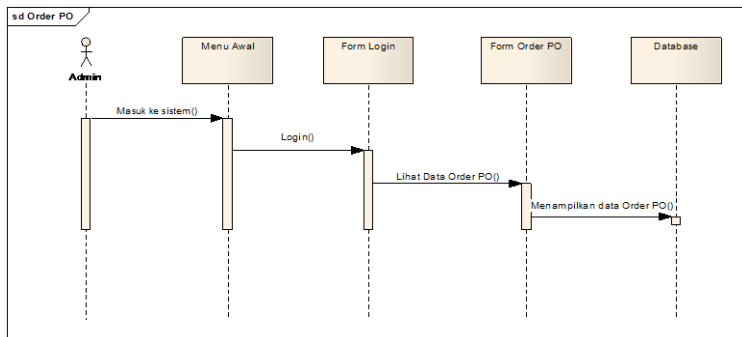 sd Order PO
Admin
Menu Awal
Form Login
Form Order PO
Database
Masuk ke sistem()
Login()
Lihat Data Order PO()
Menampilkan data Order PO()